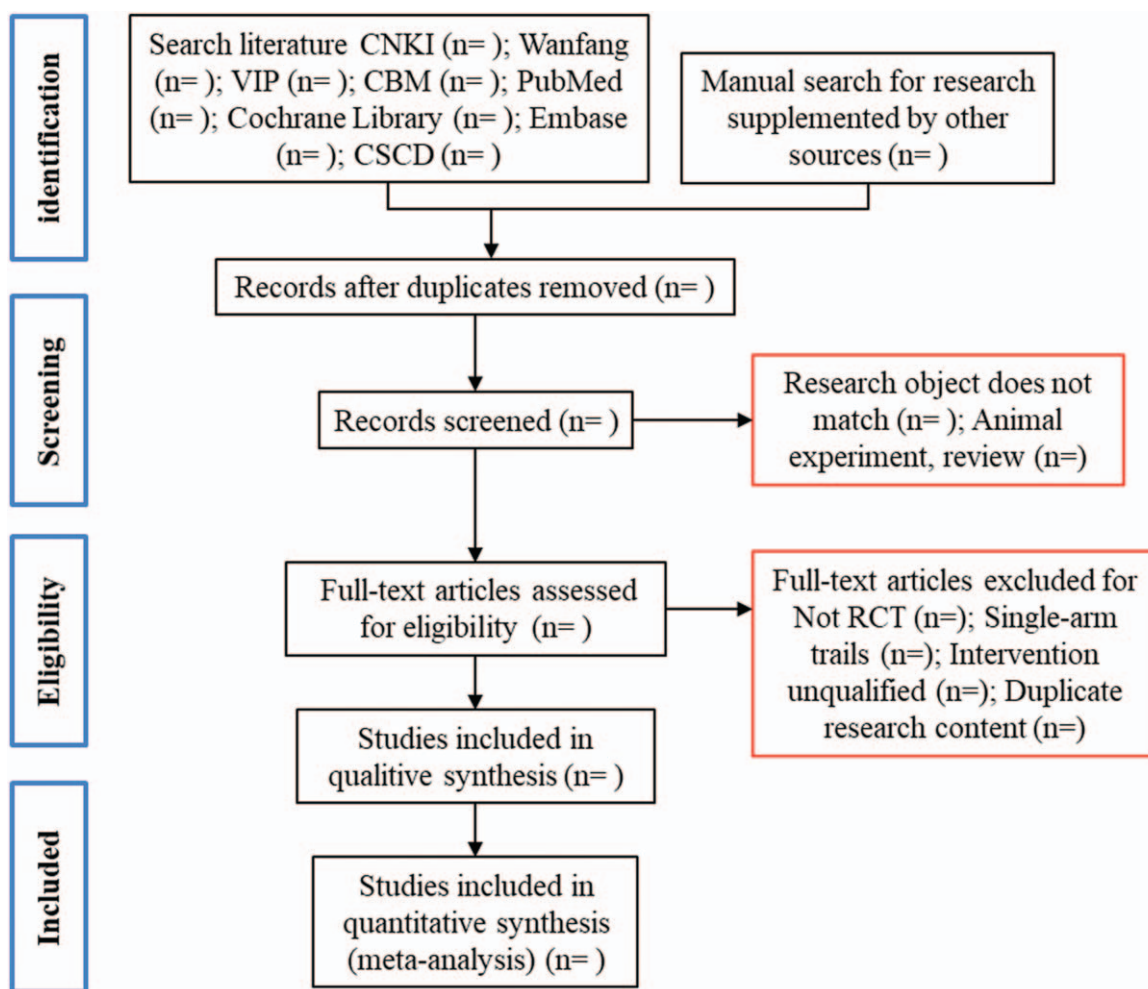 identification
Search literature CNKI (n= ); Wanfang
(n= ); VIP (n= ); CBM (n= ); PubMed
(n= ); Cochrane Library (n= ); Embase
(n= ); CSCD (n= )
Manual search for research
supplemented by other
sources (n= )
Records after duplicates removed (n= )
Screening
Records screened (n= )
Research object does not
match (n= ); Animal
experiment, review (n=)
Eligibility
Full-text articles assessed
for eligibility (n= )
Full-text articles excluded for
Not RCT (n=); Single-arm
trails (n=); Intervention
unqualified (n=); Duplicate
research content (n=)
Studies included in
qualitive synthesis (n= )
Included
Studies included in
quantitative synthesis
(meta-analysis) (n= )